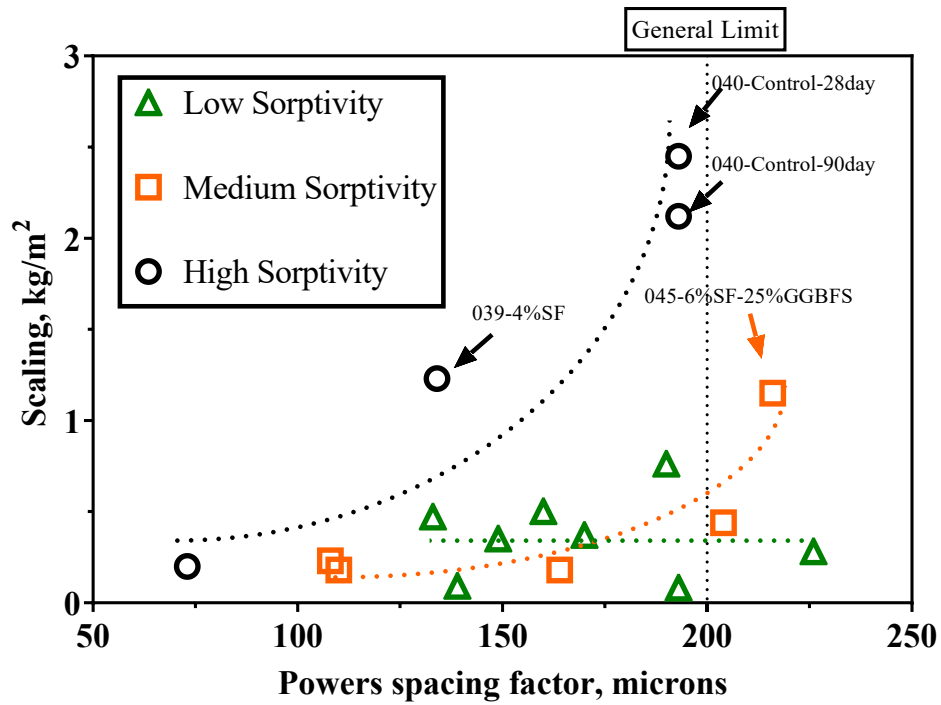 General Limit
3
Low Sorptivity
Medium Sorptivity
High Sorptivity
040-Control-28day
040-Control-90day
045-6%SF-25%GGBFS
039-4%SF
2
1
0
Scaling, kg/m²
50
100
150
200
250
Powers spacing factor, microns